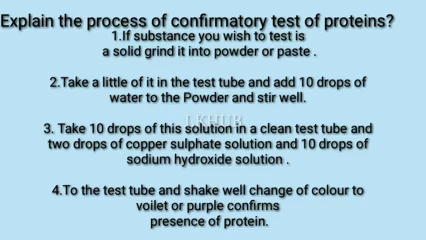 Explain the process of confirmatory test of proteins?
1.If substance you wish to test is
a solid grind it into powder or paste .
2.Take a little of it in the test tube and add 10 drops of
water to the Powder and stir well.
LKHUB
3. Take 10 drops of this solution in a clean test tube and
two drops of copper sulphate solution and 10 drops of
sodium hydroxide solution .
4.To the test tube and shake well change of colour to
voilet or purple confirms
presence of protein.